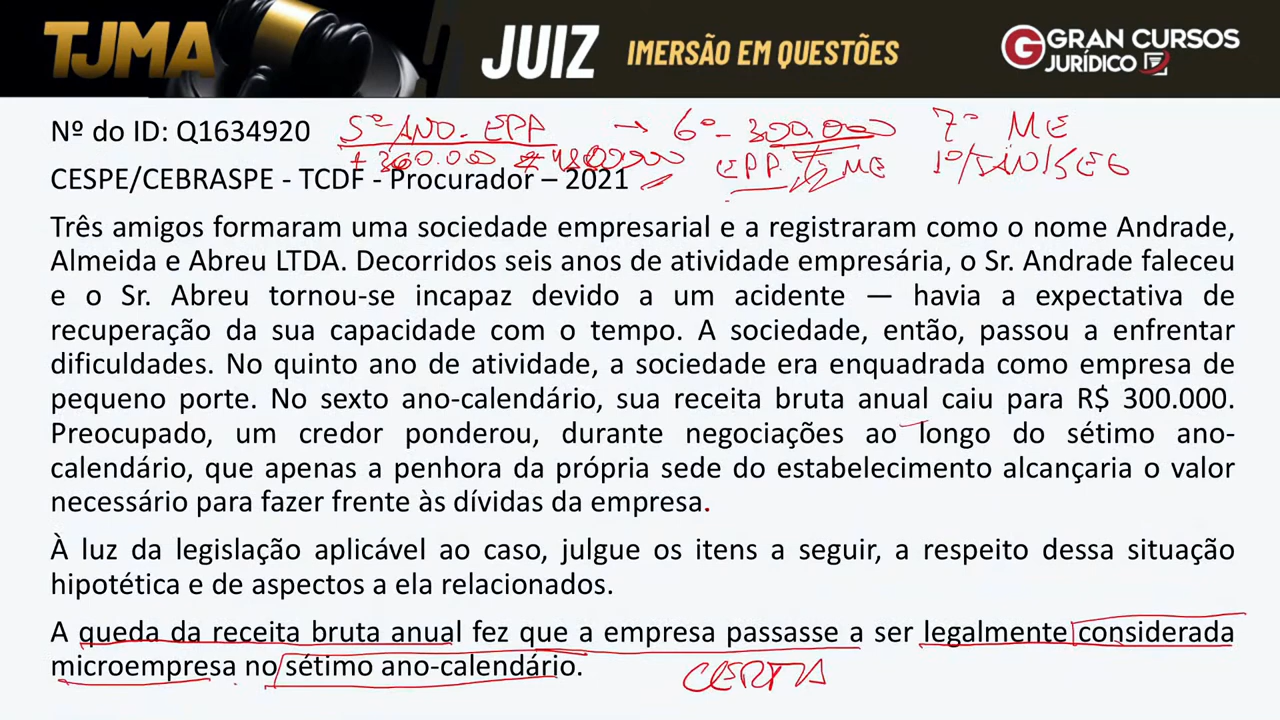 TJMA
JUIZ IMERSÃO EM QUESTÕES
GRAN CURSOS
JURÍDICO
Nº do ID: Q1634920
5º ANO. EPP → 6º - 300.000 7º ME
EPP ME 1º/JAN/SEG
CESPE/CEBRASPE - TCDF - Procurador – 2021
Três amigos formaram uma sociedade empresarial e a registraram como o nome Andrade,
Almeida e Abreu LTDA. Decorridos seis anos de atividade empresária, o Sr. Andrade faleceu
e o Sr. Abreu tornou-se incapaz devido a um acidente — havia a expectativa de
recuperação da sua capacidade com o tempo. A sociedade, então, passou a enfrentar
dificuldades. No quinto ano de atividade, a sociedade era enquadrada como empresa de
pequeno porte. No sexto ano-calendário, sua receita bruta anual caiu para R$ 300.000.
Preocupado, um credor ponderou, durante negociações ao longo do sétimo ano-
calendário, que apenas a penhora da própria sede do estabelecimento alcançaria o valor
necessário para fazer frente às dívidas da empresa.
À luz da legislação aplicável ao caso, julgue os itens a seguir, a respeito dessa situação
hipotética e de aspectos a ela relacionados.
A queda da receita bruta anual fez que a empresa passasse a ser legalmente considerada
microempresa no sétimo ano-calendário.
CERTA